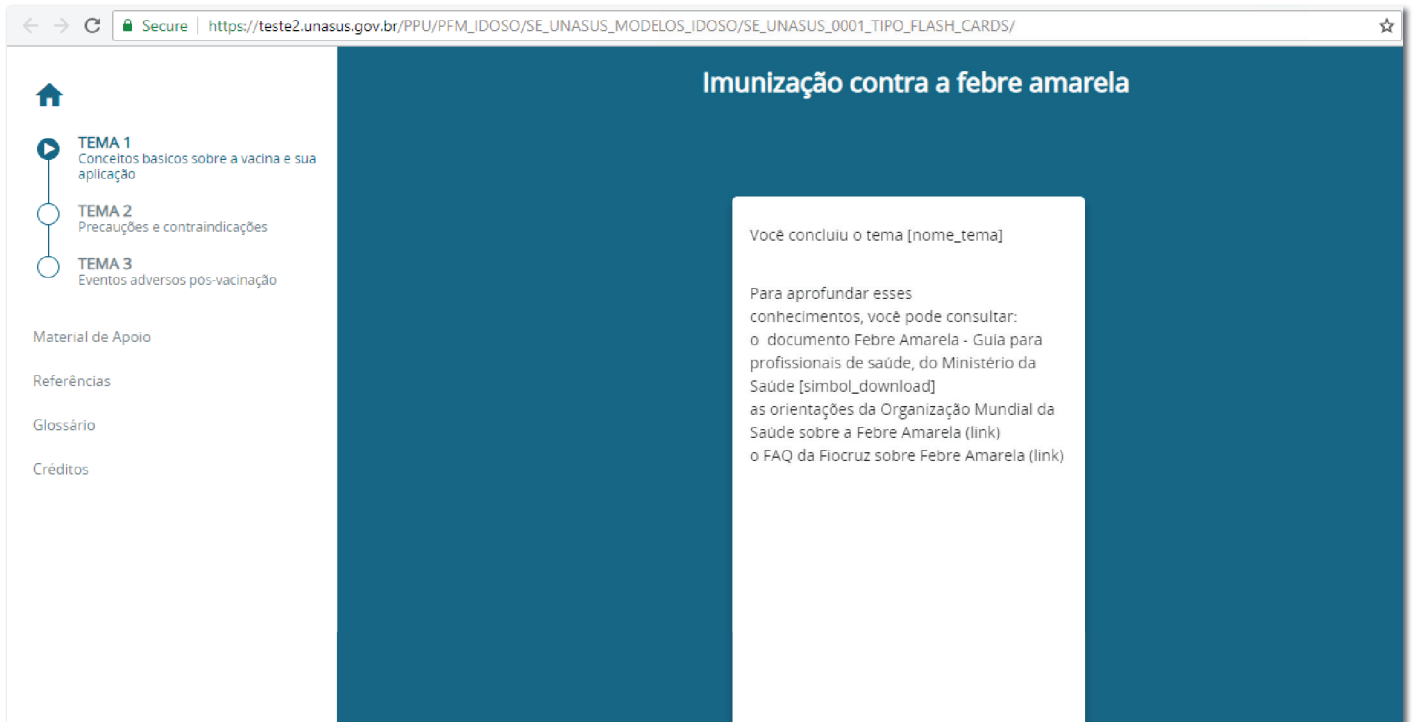 Secure | https://teste2.unasus.gov.br/PPU/PFM_IDOSO/SE_UNASUS_MODELOS_IDOSO/SE_UNASUS_0001_TIPO_FLASH_CARDS/
TEMA 1
Conceitos basicos sobre a vacina e sua
aplicação
TEMA 2
Precauções e contraindicações
TEMA 3
Eventos adversos pós-vacinação
Material de Apoio
Referências
Glossário
Créditos
Imunização contra a febre amarela
Você concluiu o tema [nome_tema]
Para aprofundar esses
conhecimentos, você pode consultar:
o documento Febre Amarela - Guia para
profissionais de saúde, do Ministério da
Saúde [simbol_download]
as orientações da Organização Mundial da
Saúde sobre a Febre Amarela (link)
o FAQ da Fiocruz sobre Febre Amarela (link)